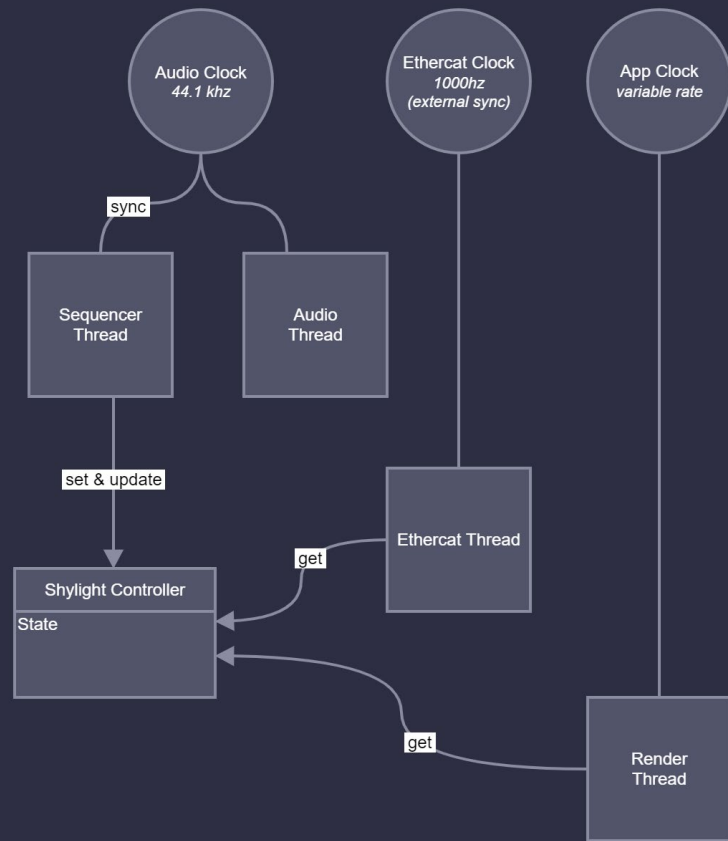 Audio Clock
44.1 khz
Ethercat Clock
1000hz
(external sync)
App Clock
variable rate
sync
Sequencer
Thread
Audio
Thread
set & update
Ethercat Thread
get
Shylight Controller
State
get
Render
Thread